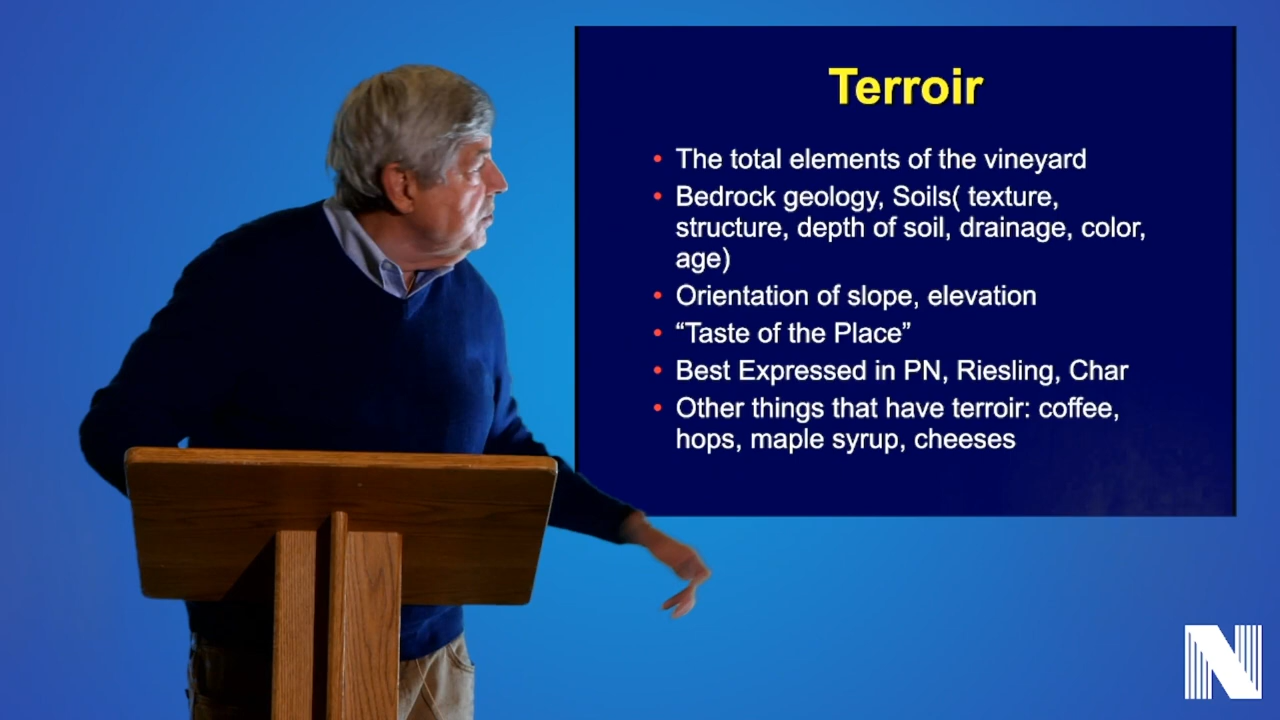 Terroir
• The total elements of the vineyard
• Bedrock geology, Soils( texture,
structure, depth of soil, drainage, color,
age)
• Orientation of slope, elevation
• “Taste of the Place”
• Best Expressed in PN, Riesling, Char
• Other things that have terroir: coffee,
hops, maple syrup, cheeses
N